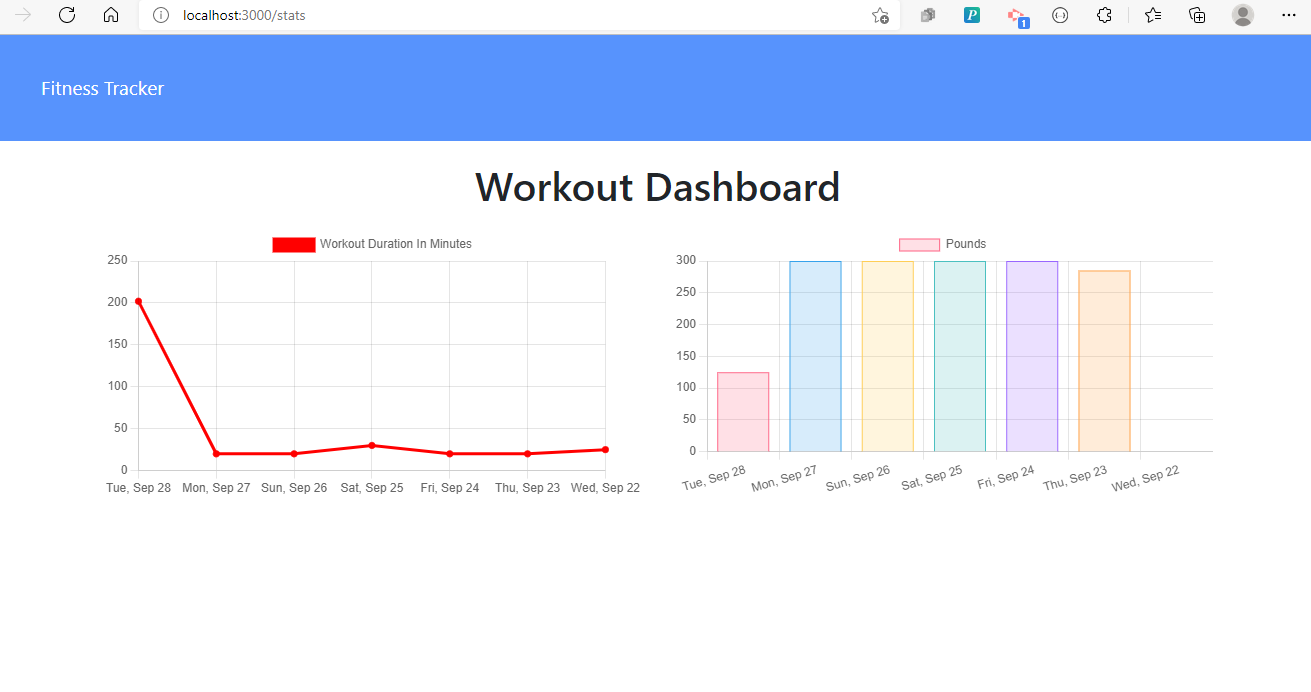 localhost:3000/stats
P
1
Fitness Tracker
Workout Dashboard
Workout Duration In Minutes
250
200
150
100
50
0
Tue, Sep 28 Mon, Sep 27 Sun, Sep 26 Sat, Sep 25 Fri, Sep 24 Thu, Sep 23 Wed, Sep 22
Pounds
300
250
200
150
100
50
0
Tue, Sep 28 Mon, Sep 27 Sun, Sep 26 Sat, Sep 25 Fri, Sep 24 Thu, Sep 23 Wed, Sep 22